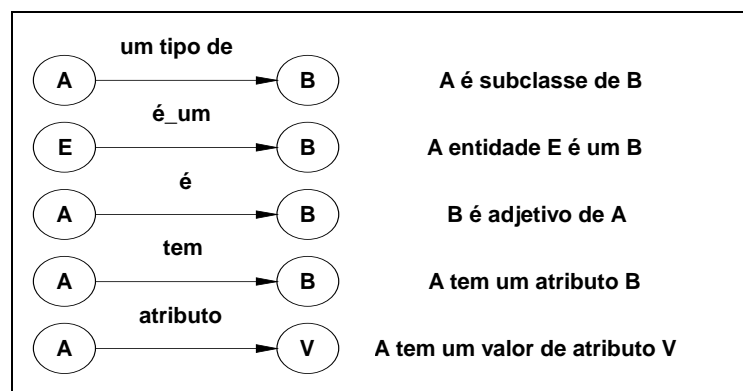 um tipo de
A B A é subclasse de B
é_um
E B A entidade E é um B
é
A B B é adjetivo de A
tem
A B A tem um atributo B
atributo
A V A tem um valor de atributo V